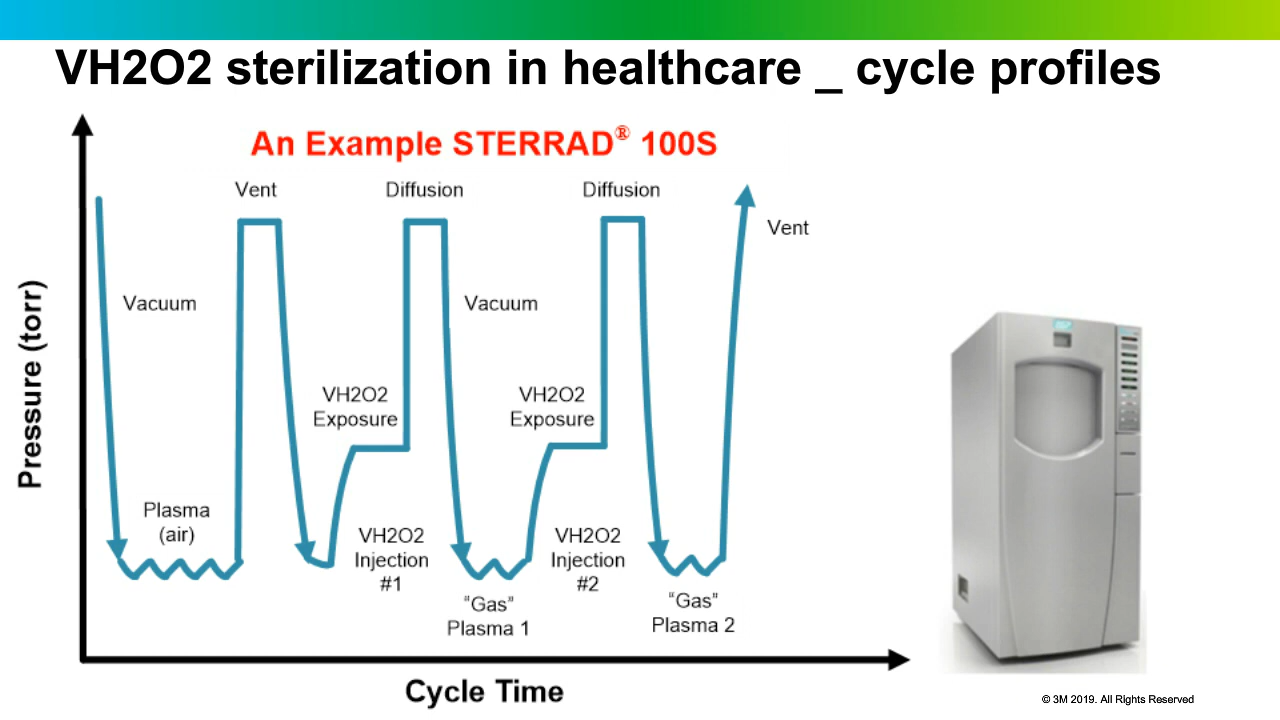 VH2O2 sterilization in healthcare _ cycle profiles
An Example STERRAD® 100S
Vent
Diffusion
Diffusion
Vent
Vacuum
Vacuum
Pressure (torr)
VH2O2
Exposure
VH2O2
Exposure
Plasma
(air)
VH2O2
Injection
#1
VH2O2
Injection
#2
“Gas”
Plasma 1
“Gas”
Plasma 2
Cycle Time
© 3M 2019. All Rights Reserved